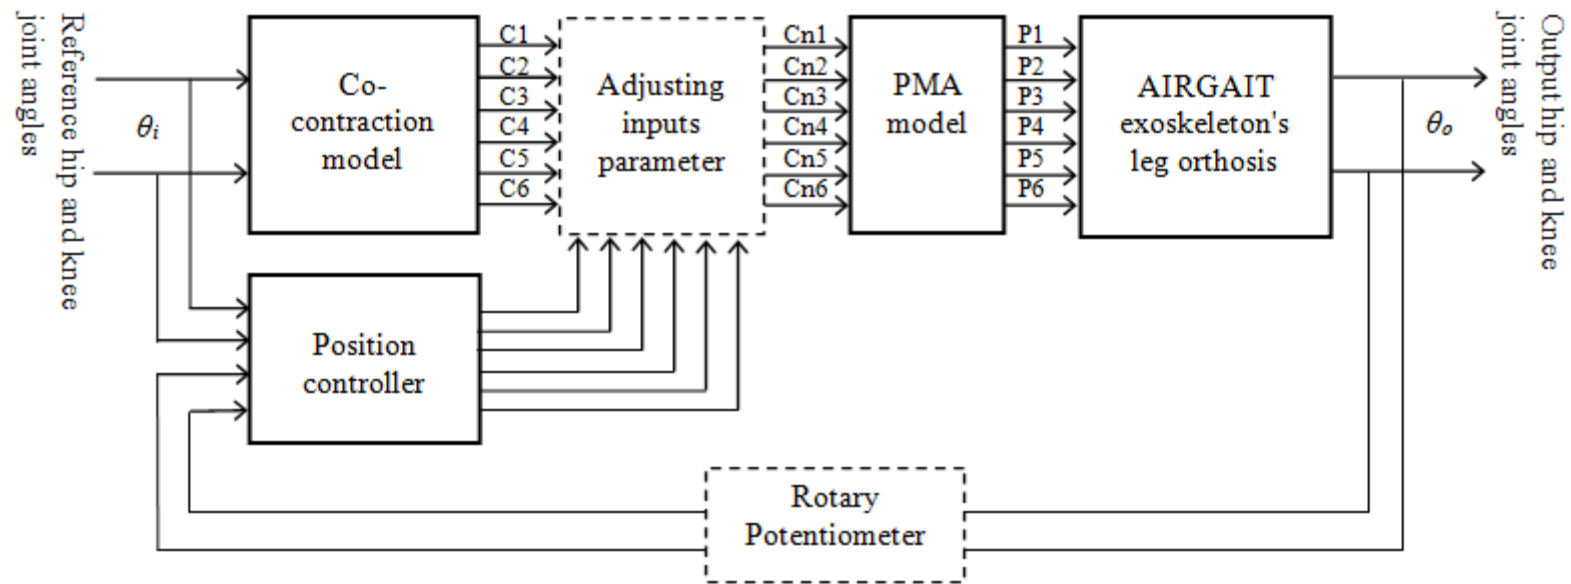 Reference hip and knee
joint angles
θi
Co-
contraction
model
C1
C2
C3
C4
C5
C6
Adjusting
inputs
parameter
Cn1
Cn2
Cn3
Cn4
Cn5
Cn6
PMA
model
P1
P2
P3
P4
P5
P6
AIRGAIT
exoskeleton's
leg orthosis
θo
Output hip and knee
joint angles
Position
controller
Rotary
Potentiometer